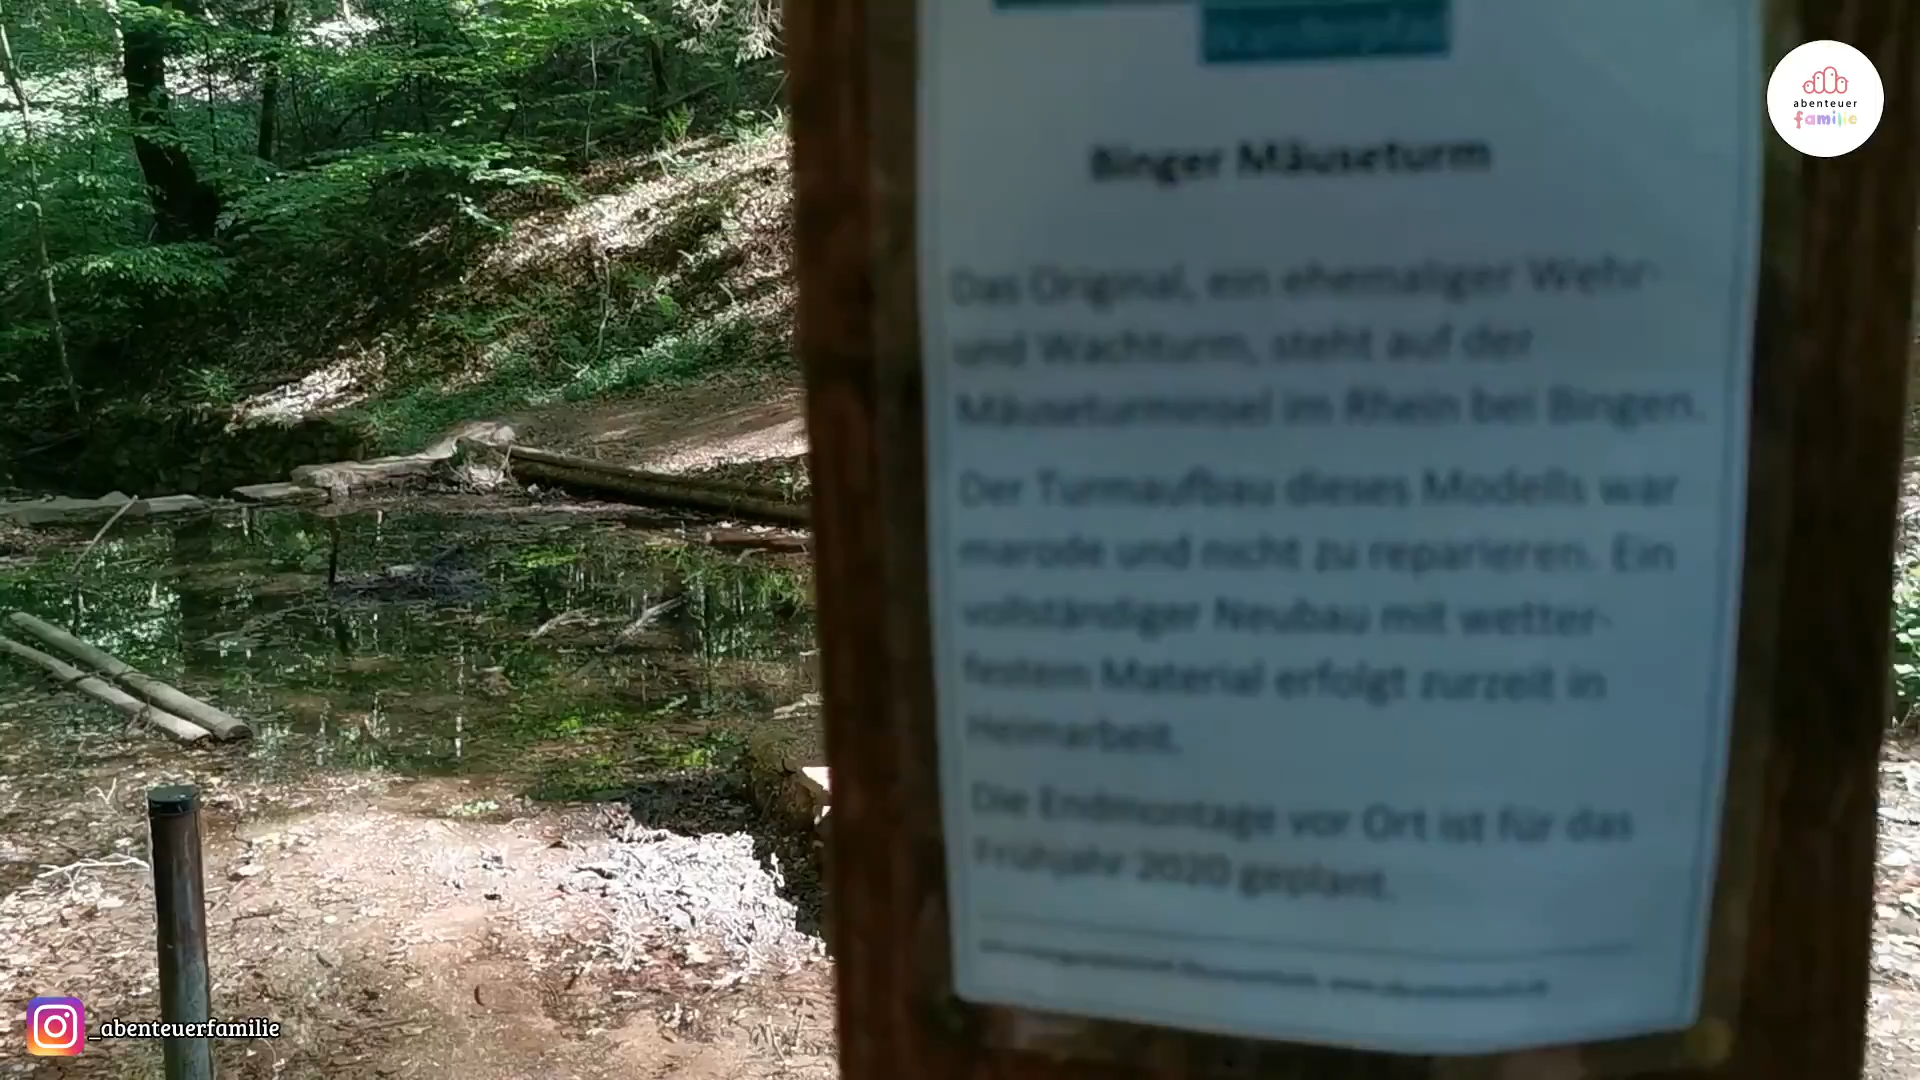 abenteuer
familie
Binger Mäuseturm
Das Original, ein ehemaliger Wehr-
und Wachturm, steht auf der
Mäuseturminsel im Rhein bei Bingen.
Der Turmaufbau dieses Modells war
marode und nicht zu reparieren. Ein
vollständiger Neubau mit wetter-
festem Material erfolgt zurzeit in
Heimarbeit.
Die Endmontage vor Ort ist für das
Frühjahr 2020 geplant.
_abenteuerfamilie